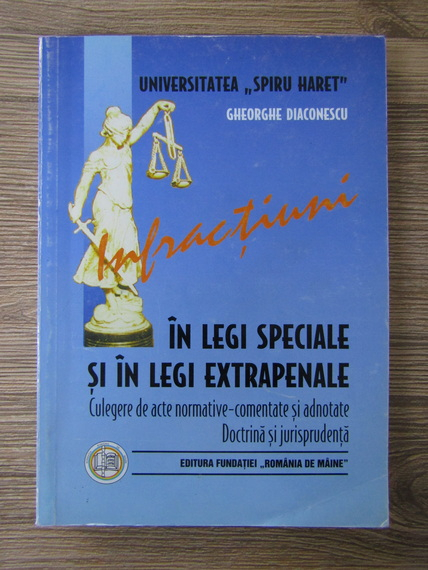 UNIVERSITATEA „SPIRU HARET"
GHEORGHE DIACONESCU
Infracțiuni
ÎN LEGI SPECIALE
ȘI ÎN LEGI EXTRAPENALE
Culegere de acte normative-comentate și adnotate
Doctrină și jurisprudență
EDITURA FUNDAȚIEI „ROMÂNIA DE MÂINE"